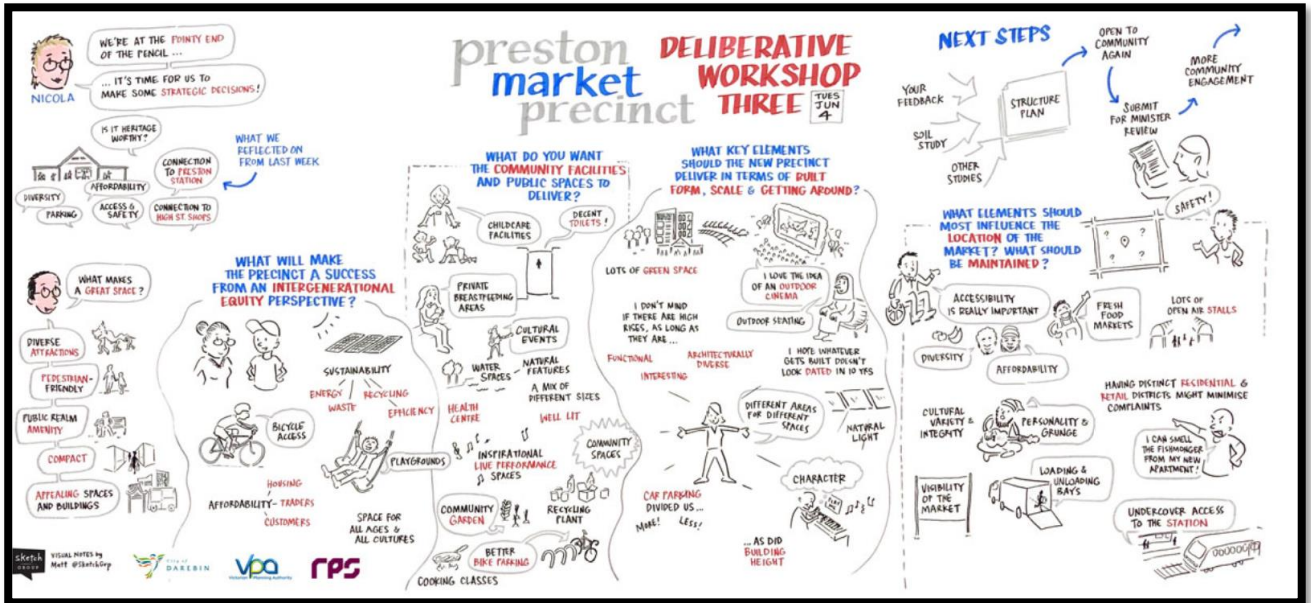 WE'RE AT THE POINTY END
OF THE PENCIL ...
... IT'S TIME FOR US TO
MAKE SOME STRATEGIC DECISIONS!
NICOLA
IS IT HERITAGE
WORTHY?
WHAT WE
REFLECTED ON
FROM LAST WEEK
CONNECTION
TO PRESTON
STATION
AFFORDABILITY
DIVERSITY
PARKING
ACCESS &
SAFETY
CONNECTION TO
HIGH ST. SHOPS
WHAT MAKES
A GREAT SPACE?
DIVERSE
ATTRACTIONS
PEDESTRIAN-
FRIENDLY
PUBLIC REALM
AMENITY
COMPACT
APPEALING SPACES
AND BUILDINGS
preston
market
precinct
DELIBERATIVE
WORKSHOP
THREE
TUES
JUN
4
WHAT WILL MAKE
THE PRECINCT A SUCCESS
FROM AN INTERGENERATIONAL
EQUITY PERSPECTIVE?
SUSTAINABILITY
ENERGY
RECYCLING
WASTE
EFFICIENCY
BICYCLE
ACCESS
PLAYGROUNDS
HOUSING
AFFORDABILITY - TRADERS
CUSTOMERS
SPACE FOR
ALL AGES &
ALL CULTURES
WHAT DO YOU WANT
THE COMMUNITY FACILITIES
AND PUBLIC SPACES TO
DELIVER?
CHILDCARE
FACILITIES
DECENT
TOILETS!
PRIVATE
BREASTFEEDING
AREAS
CULTURAL
EVENTS
WATER
SPACES
NATURAL
FEATURES
A MIX OF
DIFFERENT SIZES
HEALTH
CENTRE
WELL LIT
INSPIRATIONAL
LIVE PERFORMANCE
SPACES
COMMUNITY
SPACES
COMMUNITY
GARDEN
RECYCLING
PLANT
BETTER
BIKE PARKING
COOKING CLASSES
WHAT KEY ELEMENTS
SHOULD THE NEW PRECINCT
DELIVER IN TERMS OF BUILT
FORM, SCALE & GETTING AROUND?
LOTS OF GREEN SPACE
I LOVE THE IDEA
OF AN OUTDOOR
CINEMA
OUTDOOR SEATING
I DON'T MIND
IF THERE ARE HIGH
RISES, AS LONG AS
THEY ARE...
FUNCTIONAL
ARCHITECTURALLY
DIVERSE
INTERESTING
I HOPE WHATEVER
GETS BUILT DOESN'T
LOOK DATED IN 10 YRS
DIFFERENT AREAS
FOR DIFFERENT
SPACES
NATURAL
LIGHT
CAR PARKING
DIVIDED US...
MORE!
LESS!
CHARACTER
... AS DID
BUILDING
HEIGHT
NEXT STEPS
YOUR
FEEDBACK
SOIL
STUDY
OTHER
STUDIES
STRUCTURE
PLAN
OPEN TO
COMMUNITY
AGAIN
SUBMIT
FOR MINISTER
REVIEW
MORE
COMMUNITY
ENGAGEMENT
WHAT ELEMENTS SHOULD
MOST INFLUENCE THE
LOCATION OF THE
MARKET? WHAT SHOULD
BE MAINTAINED?
? ?
? ?
SAFETY!
ACCESSIBILITY
IS REALLY IMPORTANT
FRESH
FOOD
MARKETS
LOTS OF
OPEN AIR STALLS
DIVERSITY
AFFORDABILITY
CULTURAL
VARIETY &
INTEGRITY
PERSONALITY &
GRUNGE
HAVING DISTINCT RESIDENTIAL &
RETAIL DISTRICTS MIGHT MINIMISE
COMPLAINTS
I CAN SMELL
THE FISHMONGER
FROM MY NEW
APARTMENT!
VISIBILITY
OF THE
MARKET
LOADING &
UNLOADING
BAY'S
UNDERCOVER ACCESS
TO THE STATION
sketch
GROUP
VISUAL NOTES by
Matt @SketchGrp
City of
DAREBIN
vpa
Victorian Planning Authority
rps